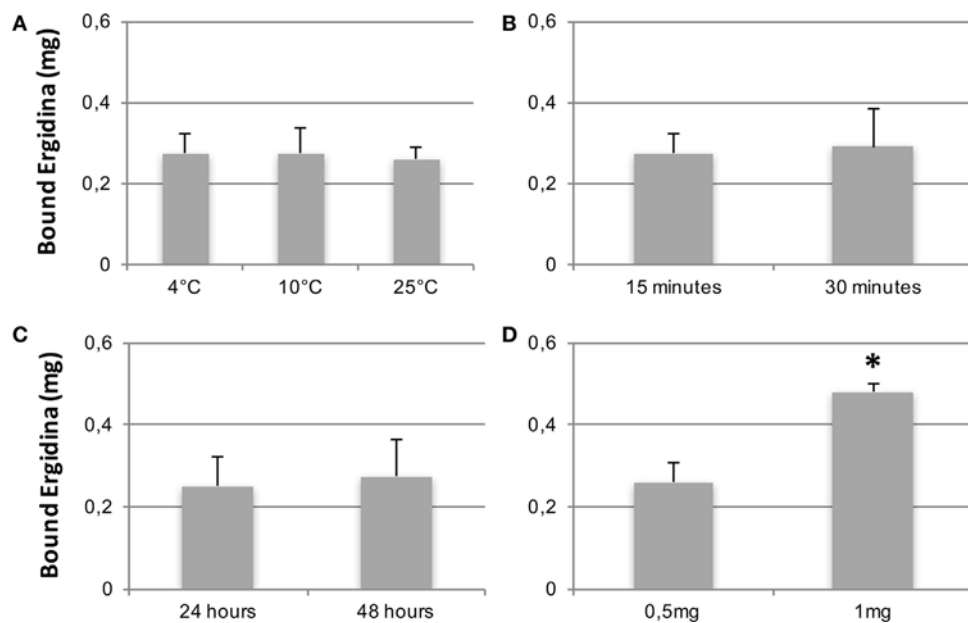 A
Bound Ergidina (mg)
0,6
0,4
0,2
0
4°C 10°C 25°C
B
0,6
0,4
0,2
0
15 minutes 30 minutes
C
Bound Ergidina (mg)
0,6
0,4
0,2
0
24 hours 48 hours
D
0,6
0,4
0,2
0
*
0,5mg 1mg